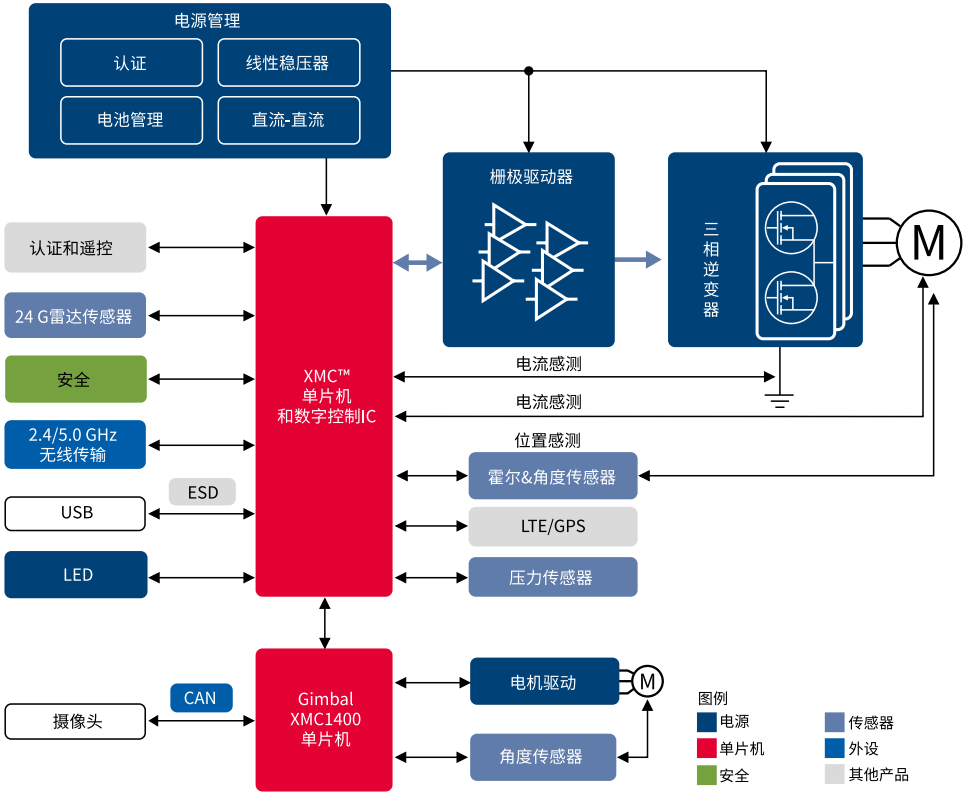 电源管理
认证
线性稳压器
电池管理
直流-直流
栅极驱动器
三相逆变器
M
认证和遥控
24 G雷达传感器
安全
2.4/5.0 GHz
无线传输
ESD
USB
LED
XMC™
单片机
和数字控制IC
电流感测
电流感测
位置感测
霍尔&角度传感器
LTE/GPS
压力传感器
Gimbal
XMC1400
单片机
CAN
摄像头
电机驱动
M
角度传感器
图例
电源
单片机
安全
传感器
外设
其他产品